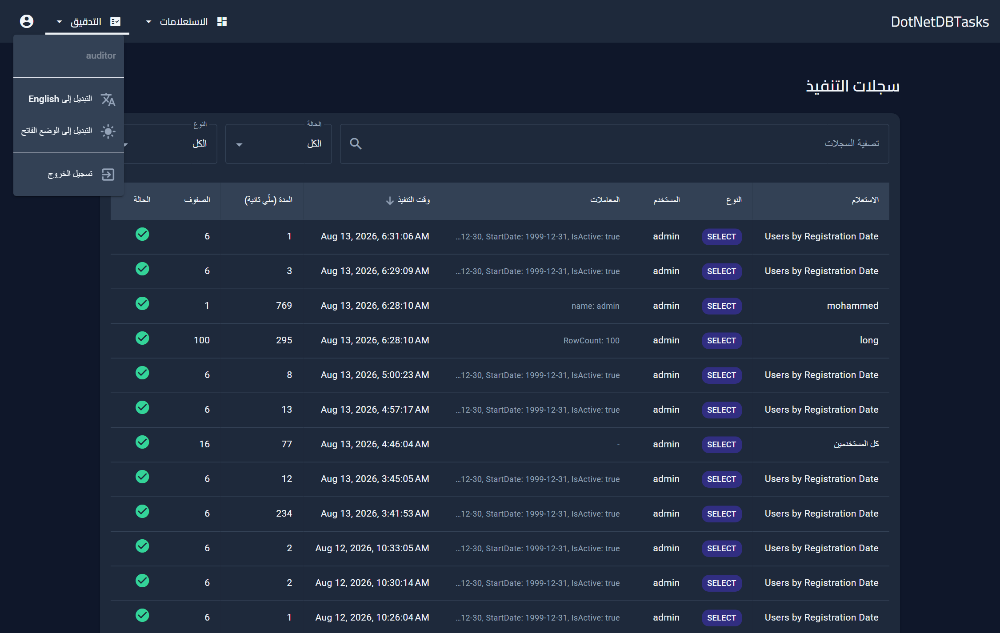 DotNetDBTasks
الاستعلامات
التدقيق
auditor
التبديل إلى English
التبديل إلى الوضع الفاتح
تسجيل الخروج
سجلات التنفيذ
تصفية السجلات
الحالة
الكل
النوع
الكل
الاستعلام النوع المستخدم المعاملات وقت التنفيذ المدة (ملّي ثانية) الصفوف الحالة
Users by Registration Date SELECT admin ...12-30, StartDate: 1999-12-31, IsActive: true Aug 13, 2026, 6:31:06 AM 1 6
Users by Registration Date SELECT admin ...12-30, StartDate: 1999-12-31, IsActive: true Aug 13, 2026, 6:29:09 AM 3 6
mohammed SELECT admin name: admin Aug 13, 2026, 6:28:10 AM 769 1
long SELECT admin RowCount: 100 Aug 13, 2026, 6:28:10 AM 295 100
Users by Registration Date SELECT admin ...12-30, StartDate: 1999-12-31, IsActive: true Aug 13, 2026, 5:00:23 AM 8 6
Users by Registration Date SELECT admin ...12-30, StartDate: 1999-12-31, IsActive: true Aug 13, 2026, 4:57:17 AM 13 6
كل المستخدمين SELECT admin - Aug 13, 2026, 4:46:04 AM 77 16
Users by Registration Date SELECT admin ...12-30, StartDate: 1999-12-31, IsActive: true Aug 13, 2026, 3:45:05 AM 12 6
Users by Registration Date SELECT admin ...12-30, StartDate: 1999-12-31, IsActive: true Aug 13, 2026, 3:41:53 AM 234 6
Users by Registration Date SELECT admin ...12-30, StartDate: 1999-12-31, IsActive: true Aug 12, 2026, 10:33:05 AM 2 6
Users by Registration Date SELECT admin ...12-30, StartDate: 1999-12-31, IsActive: true Aug 12, 2026, 10:30:14 AM 2 6
Users by Registration Date SELECT admin ...12-30, StartDate: 1999-12-31, IsActive: true Aug 12, 2026, 10:26:04 AM 1 6